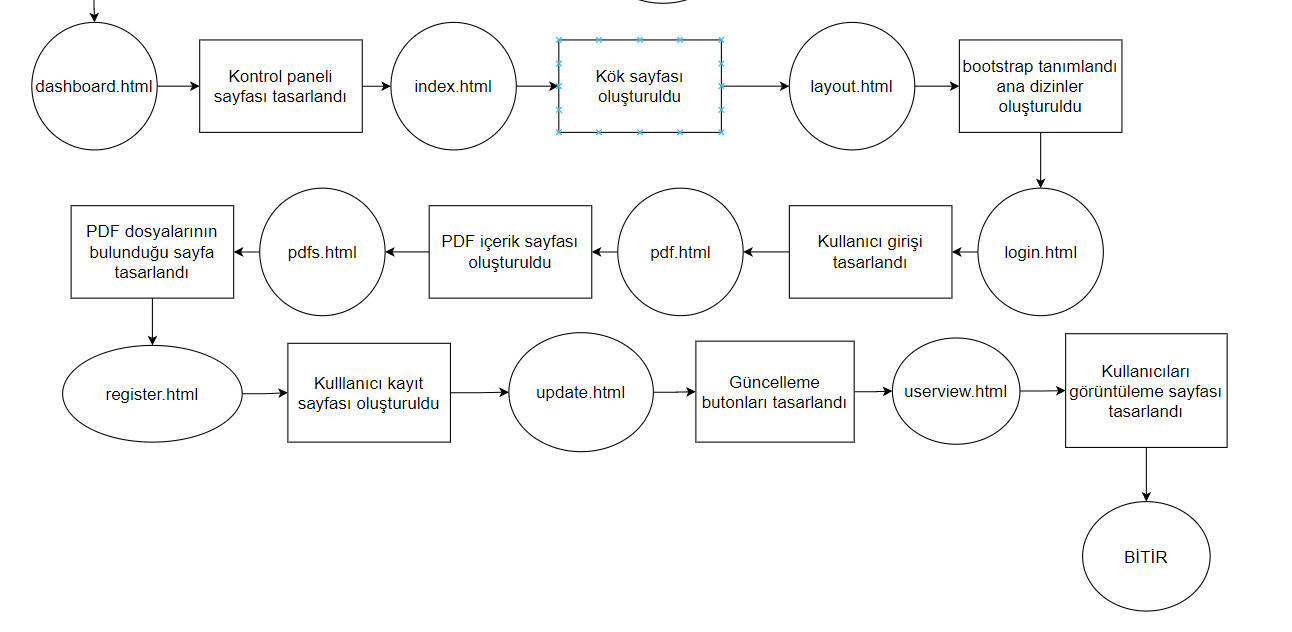 dashboard.html
Kontrol paneli
sayfası tasarlandı
index.html
Kök sayfası
oluşturuldu
layout.html
bootstrap tanımlandı
ana dizinler
oluşturuldu
login.html
Kullanıcı girişi
tasarlandı
pdf.html
PDF içerik sayfası
oluşturuldu
pdfs.html
PDF dosyalarının
bulunduğu sayfa
tasarlandı
register.html
Kulllanıcı kayıt
sayfası oluşturuldu
update.html
Güncelleme
butonları tasarlandı
userview.html
Kullanıcıları
görüntüleme sayfası
tasarlandı
BİTİR